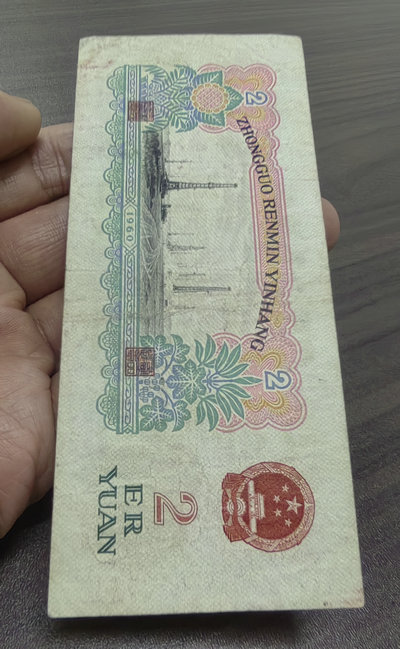 2
ZHONGGUO RENMIN YINHANG
2
1960
2
ER
YUAN